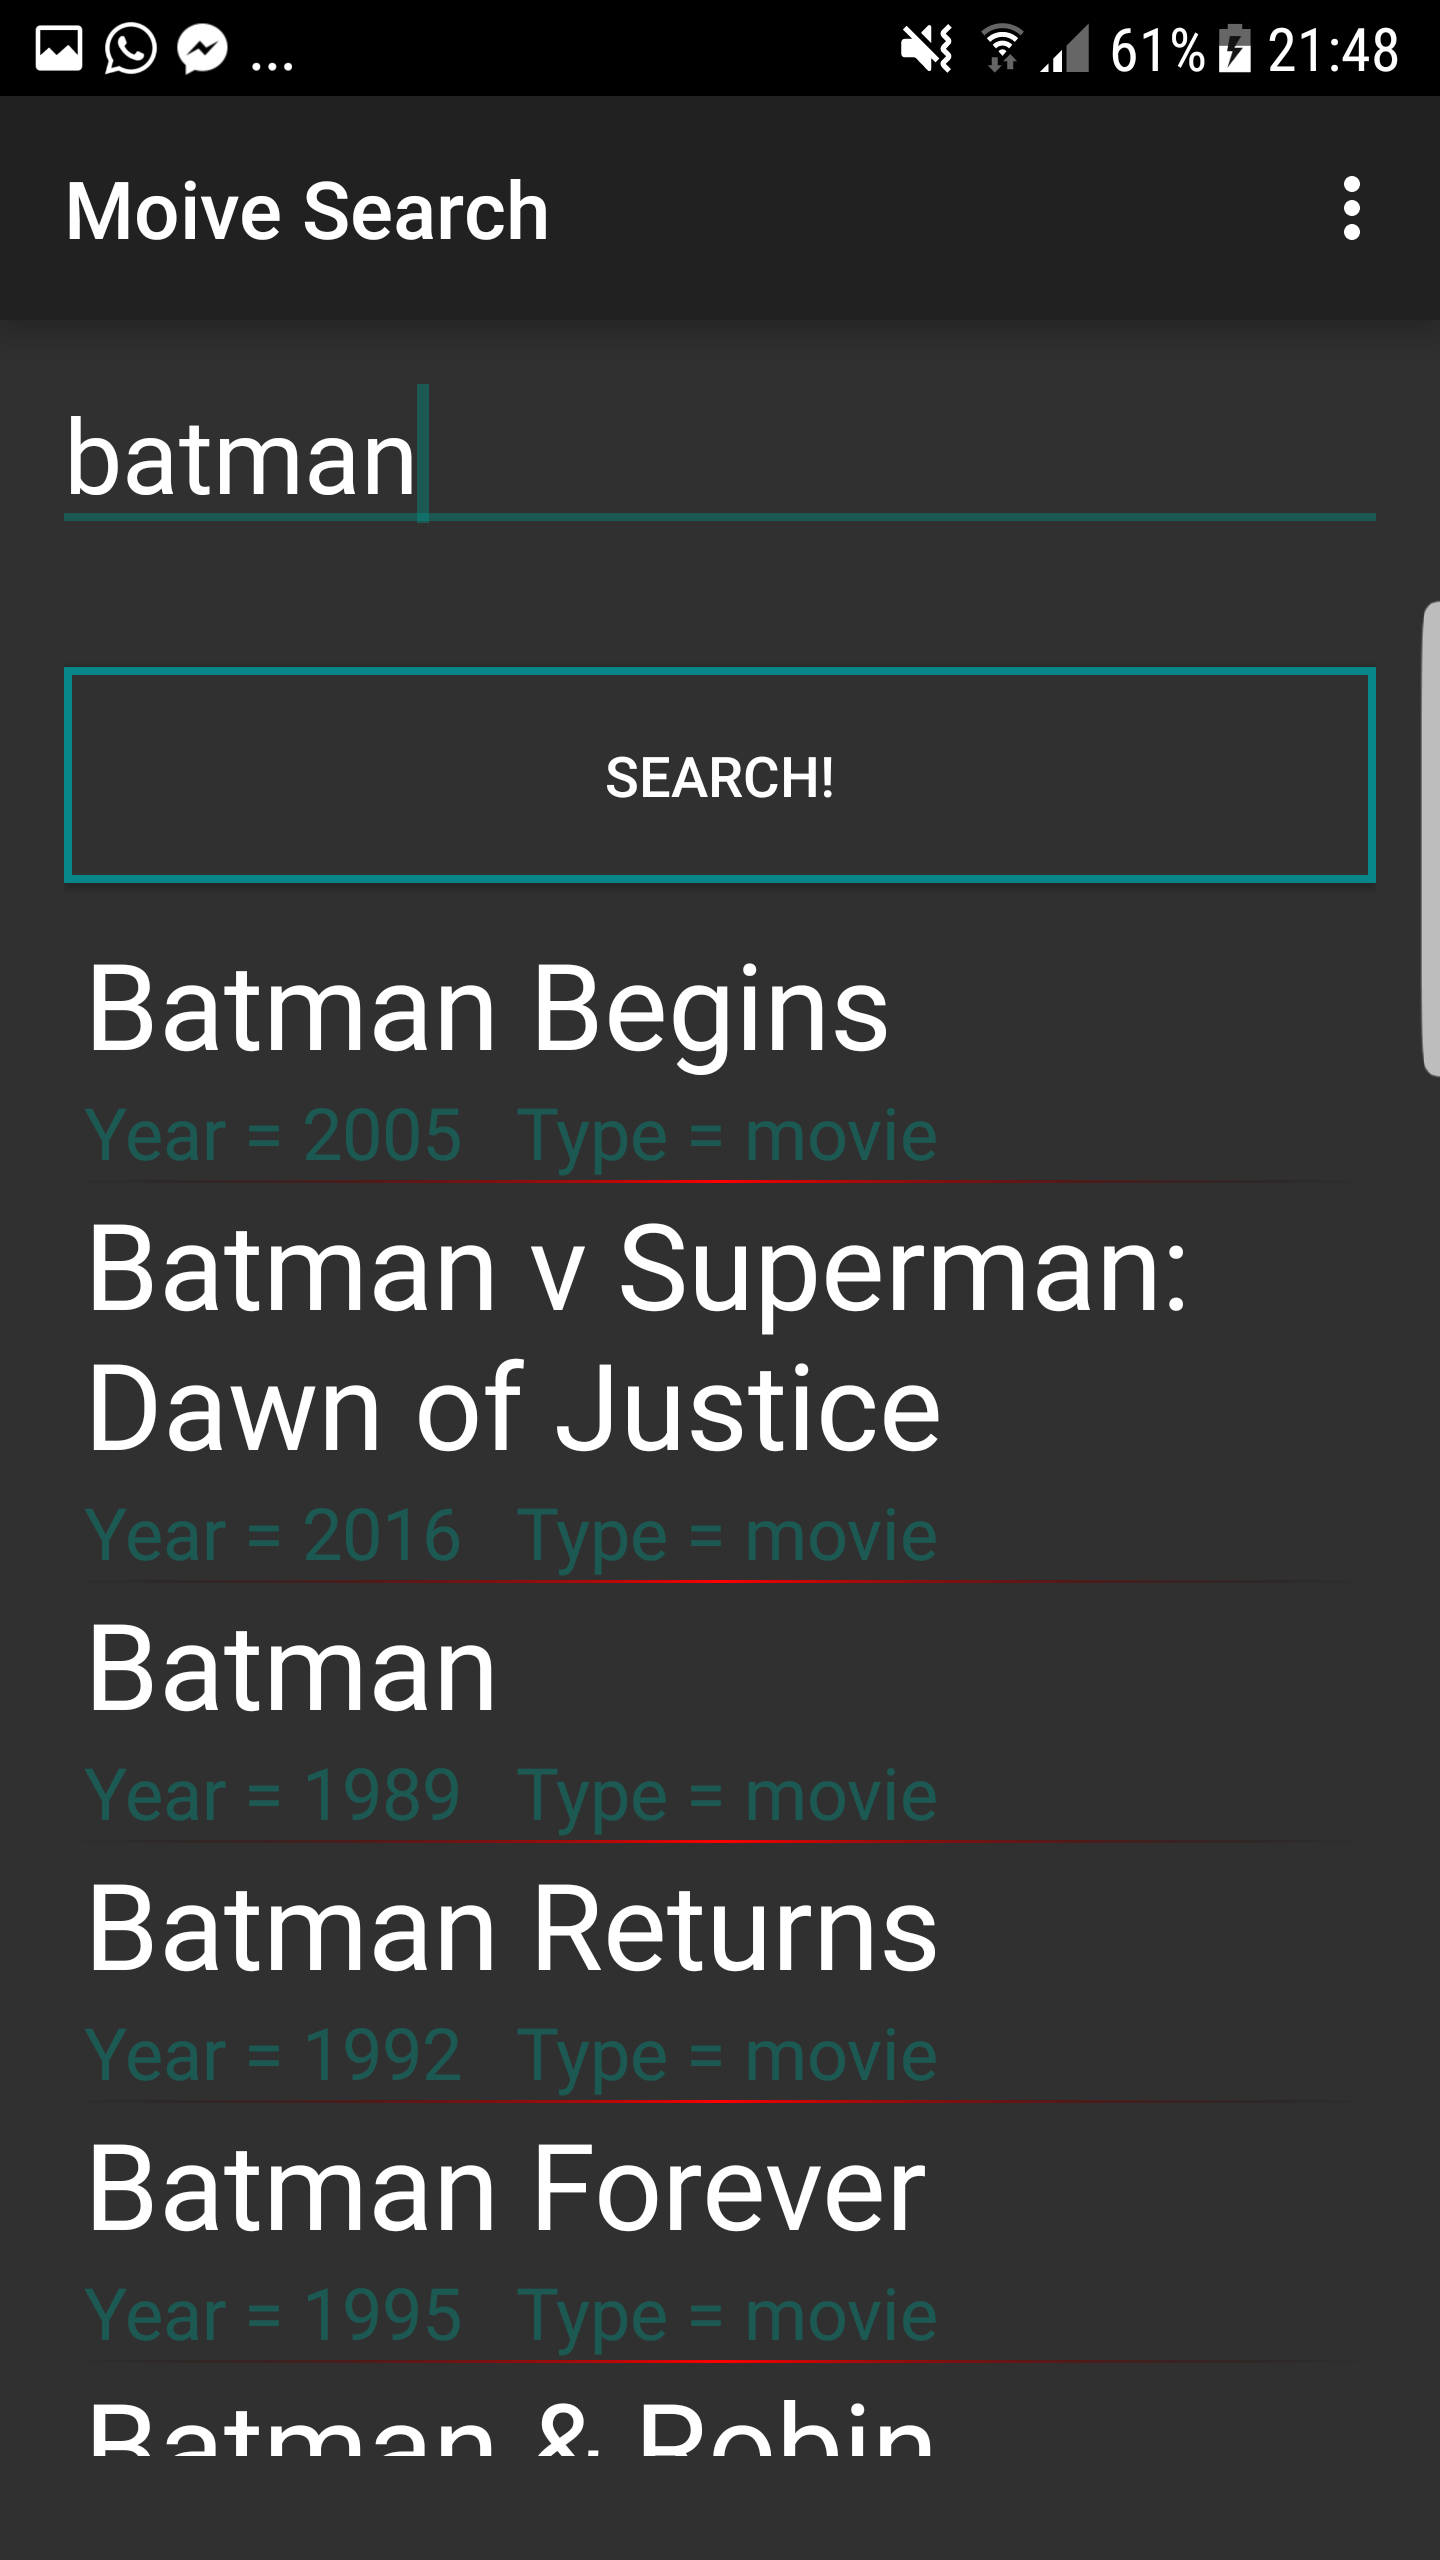 ... 61% 21:48
Moive Search
batman
SEARCH!
Batman Begins
Year = 2005 Type = movie
Batman v Superman:
Dawn of Justice
Year = 2016 Type = movie
Batman
Year = 1989 Type = movie
Batman Returns
Year = 1992 Type = movie
Batman Forever
Year = 1995 Type = movie
Batman & Robin